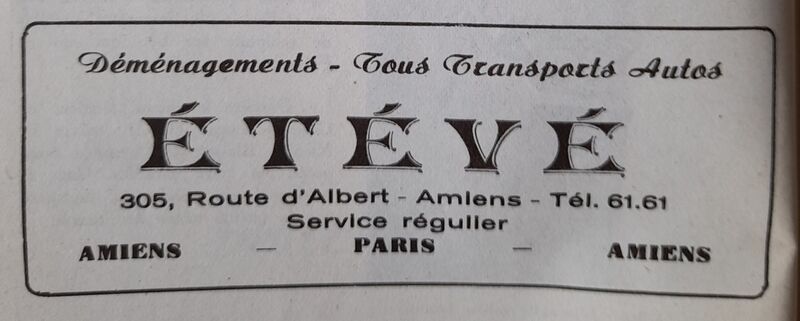 Déménagements - Tous Transports Autos
ÉTÉVÉ
305, Route d'Albert - Amiens - Tél. 61.61
Service régulier
AMIENS — PARIS — AMIENS